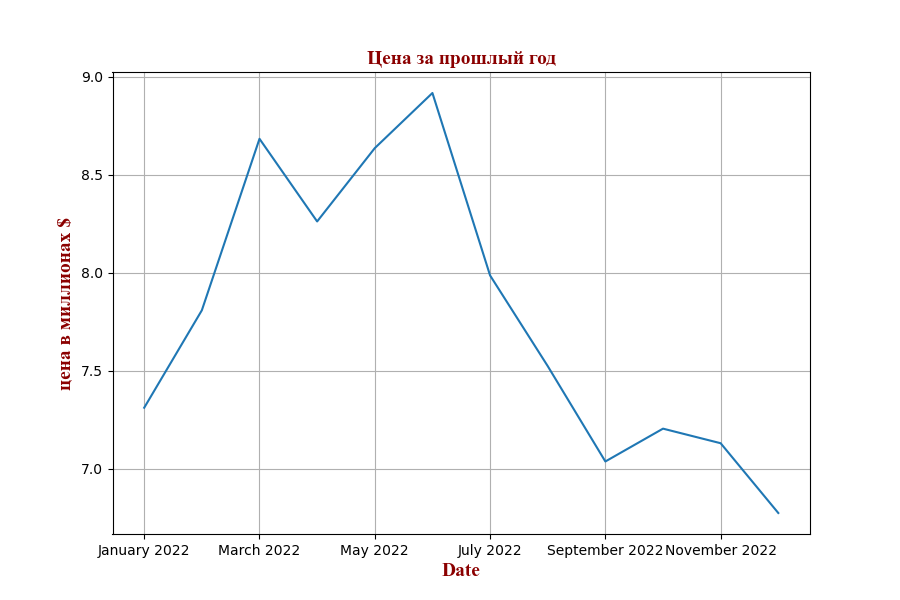 Цена за прошлый год
цена в миллионах $
9.0
8.5
8.0
7.5
7.0
January 2022 March 2022 May 2022 July 2022 September 2022 November 2022
Date